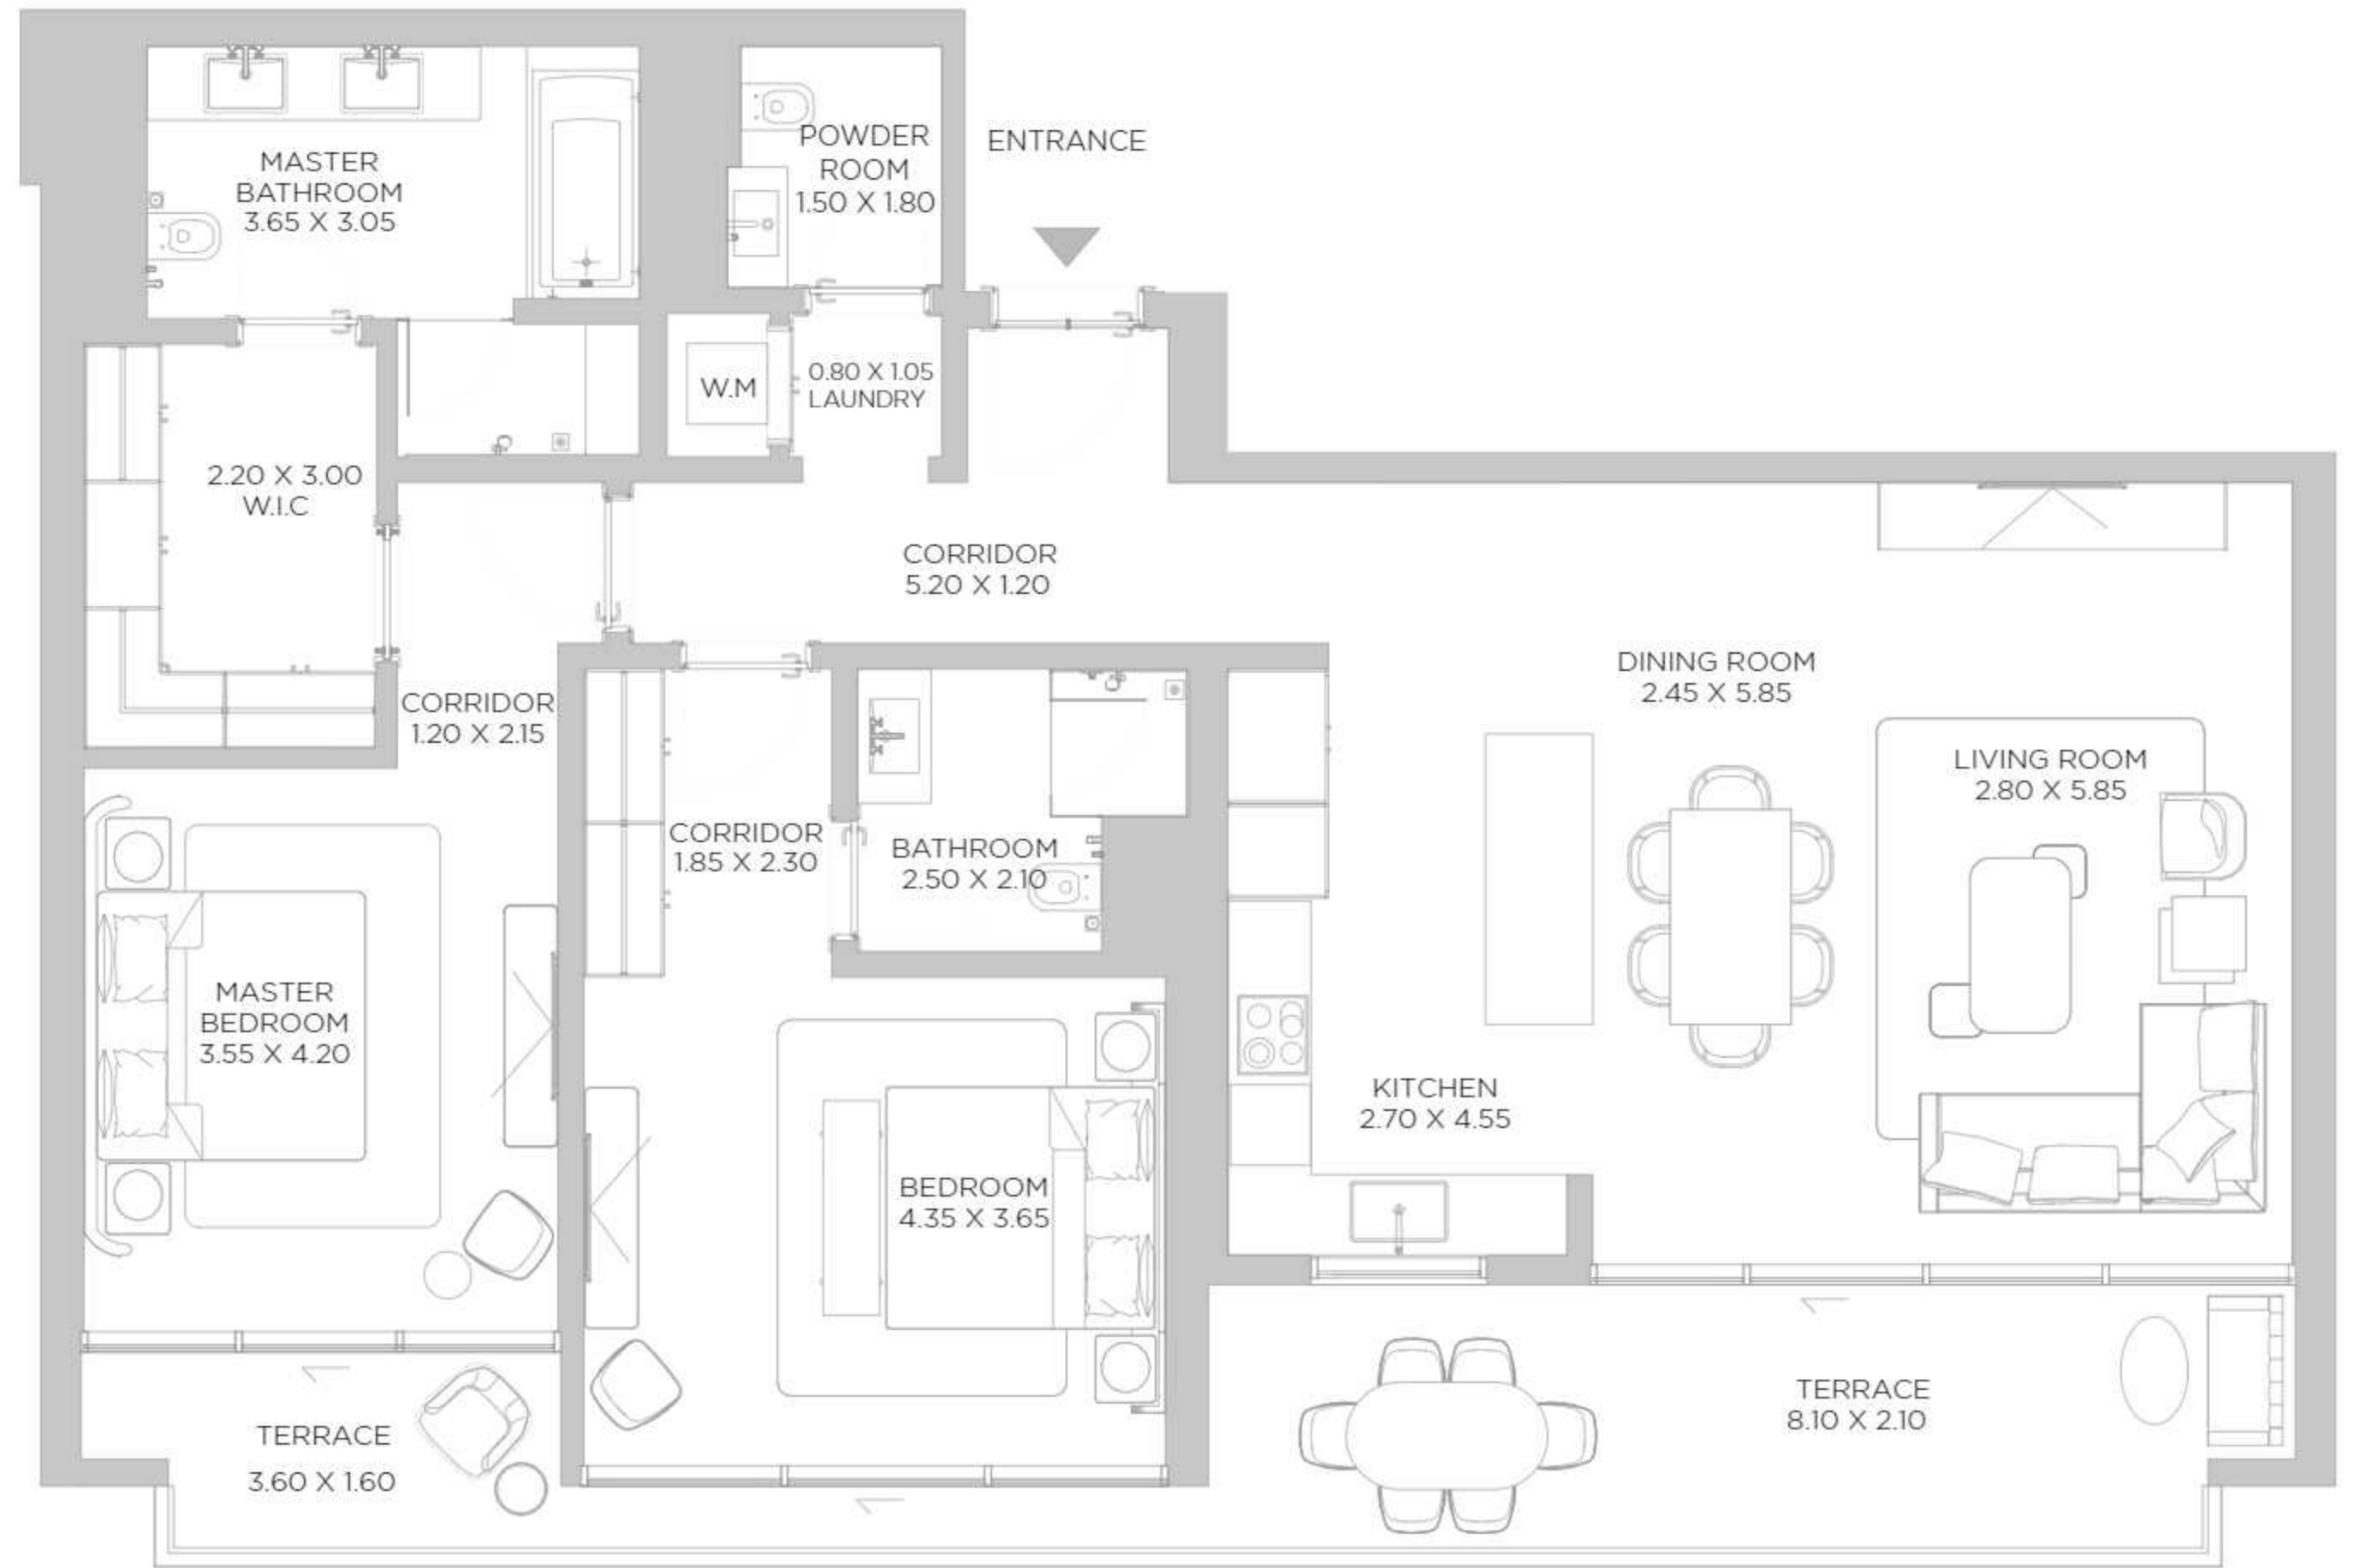 MASTER
BATHROOM
3.65 X 3.05
POWDER
ROOM
1.50 X 1.80
ENTRANCE
W.M
0.80 X 1.05
LAUNDRY
2.20 X 3.00
W.I.C
CORRIDOR
5.20 X 1.20
CORRIDOR
1.20 X 2.15
DINING ROOM
2.45 X 5.85
LIVING ROOM
2.80 X 5.85
CORRIDOR
1.85 X 2.30
BATHROOM
2.50 X 2.10
MASTER
BEDROOM
3.55 X 4.20
KITCHEN
2.70 X 4.55
BEDROOM
4.35 X 3.65
TERRACE
3.60 X 1.60
TERRACE
8.10 X 2.10